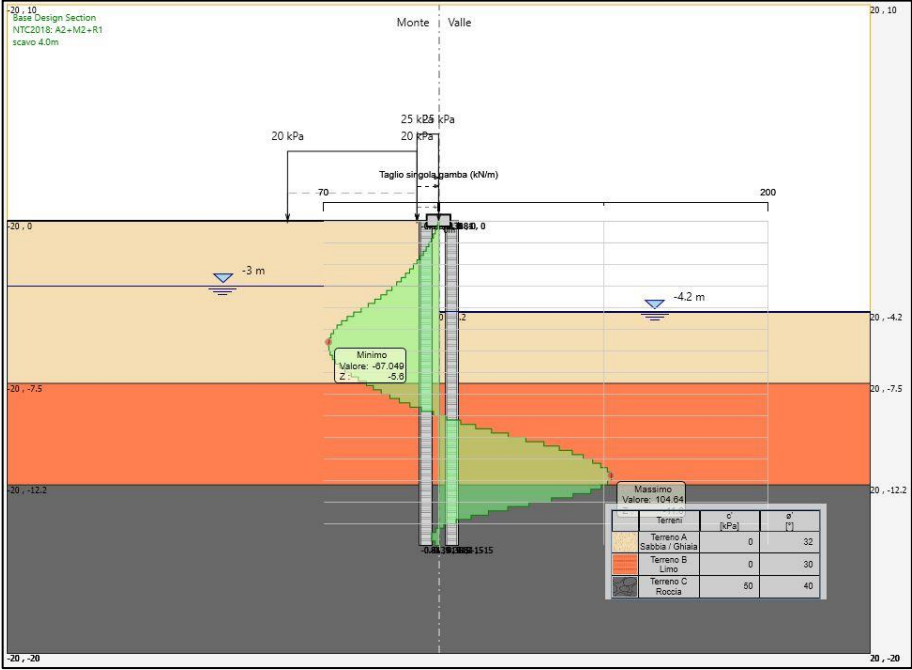 -20 , 10
20 , 10
Base Design Section
NTC2018: A2+M2+R1
scavo 4.0m
Monte
Valle
25 kPa
25 kPa
20 kPa
20 kPa
Taglio singola gamba (kN/m)
70
200
-20, 0
0, 0
-3 m
-4.2 m
20 , -4.2
Minimo
Valore: -67.049
Z : -5.6
-20 , -7.5
20 , -7.5
-20 , -12.2
20 , -12.2
Massimo
Valore: 104.64
Terreni c' [kPa] ø' [°]
Terreno A
Sabbia / Ghiaia 0 32
Terreno B
Limo 0 30
Terreno C
Roccia 50 40
-20 , -20
20 , -20